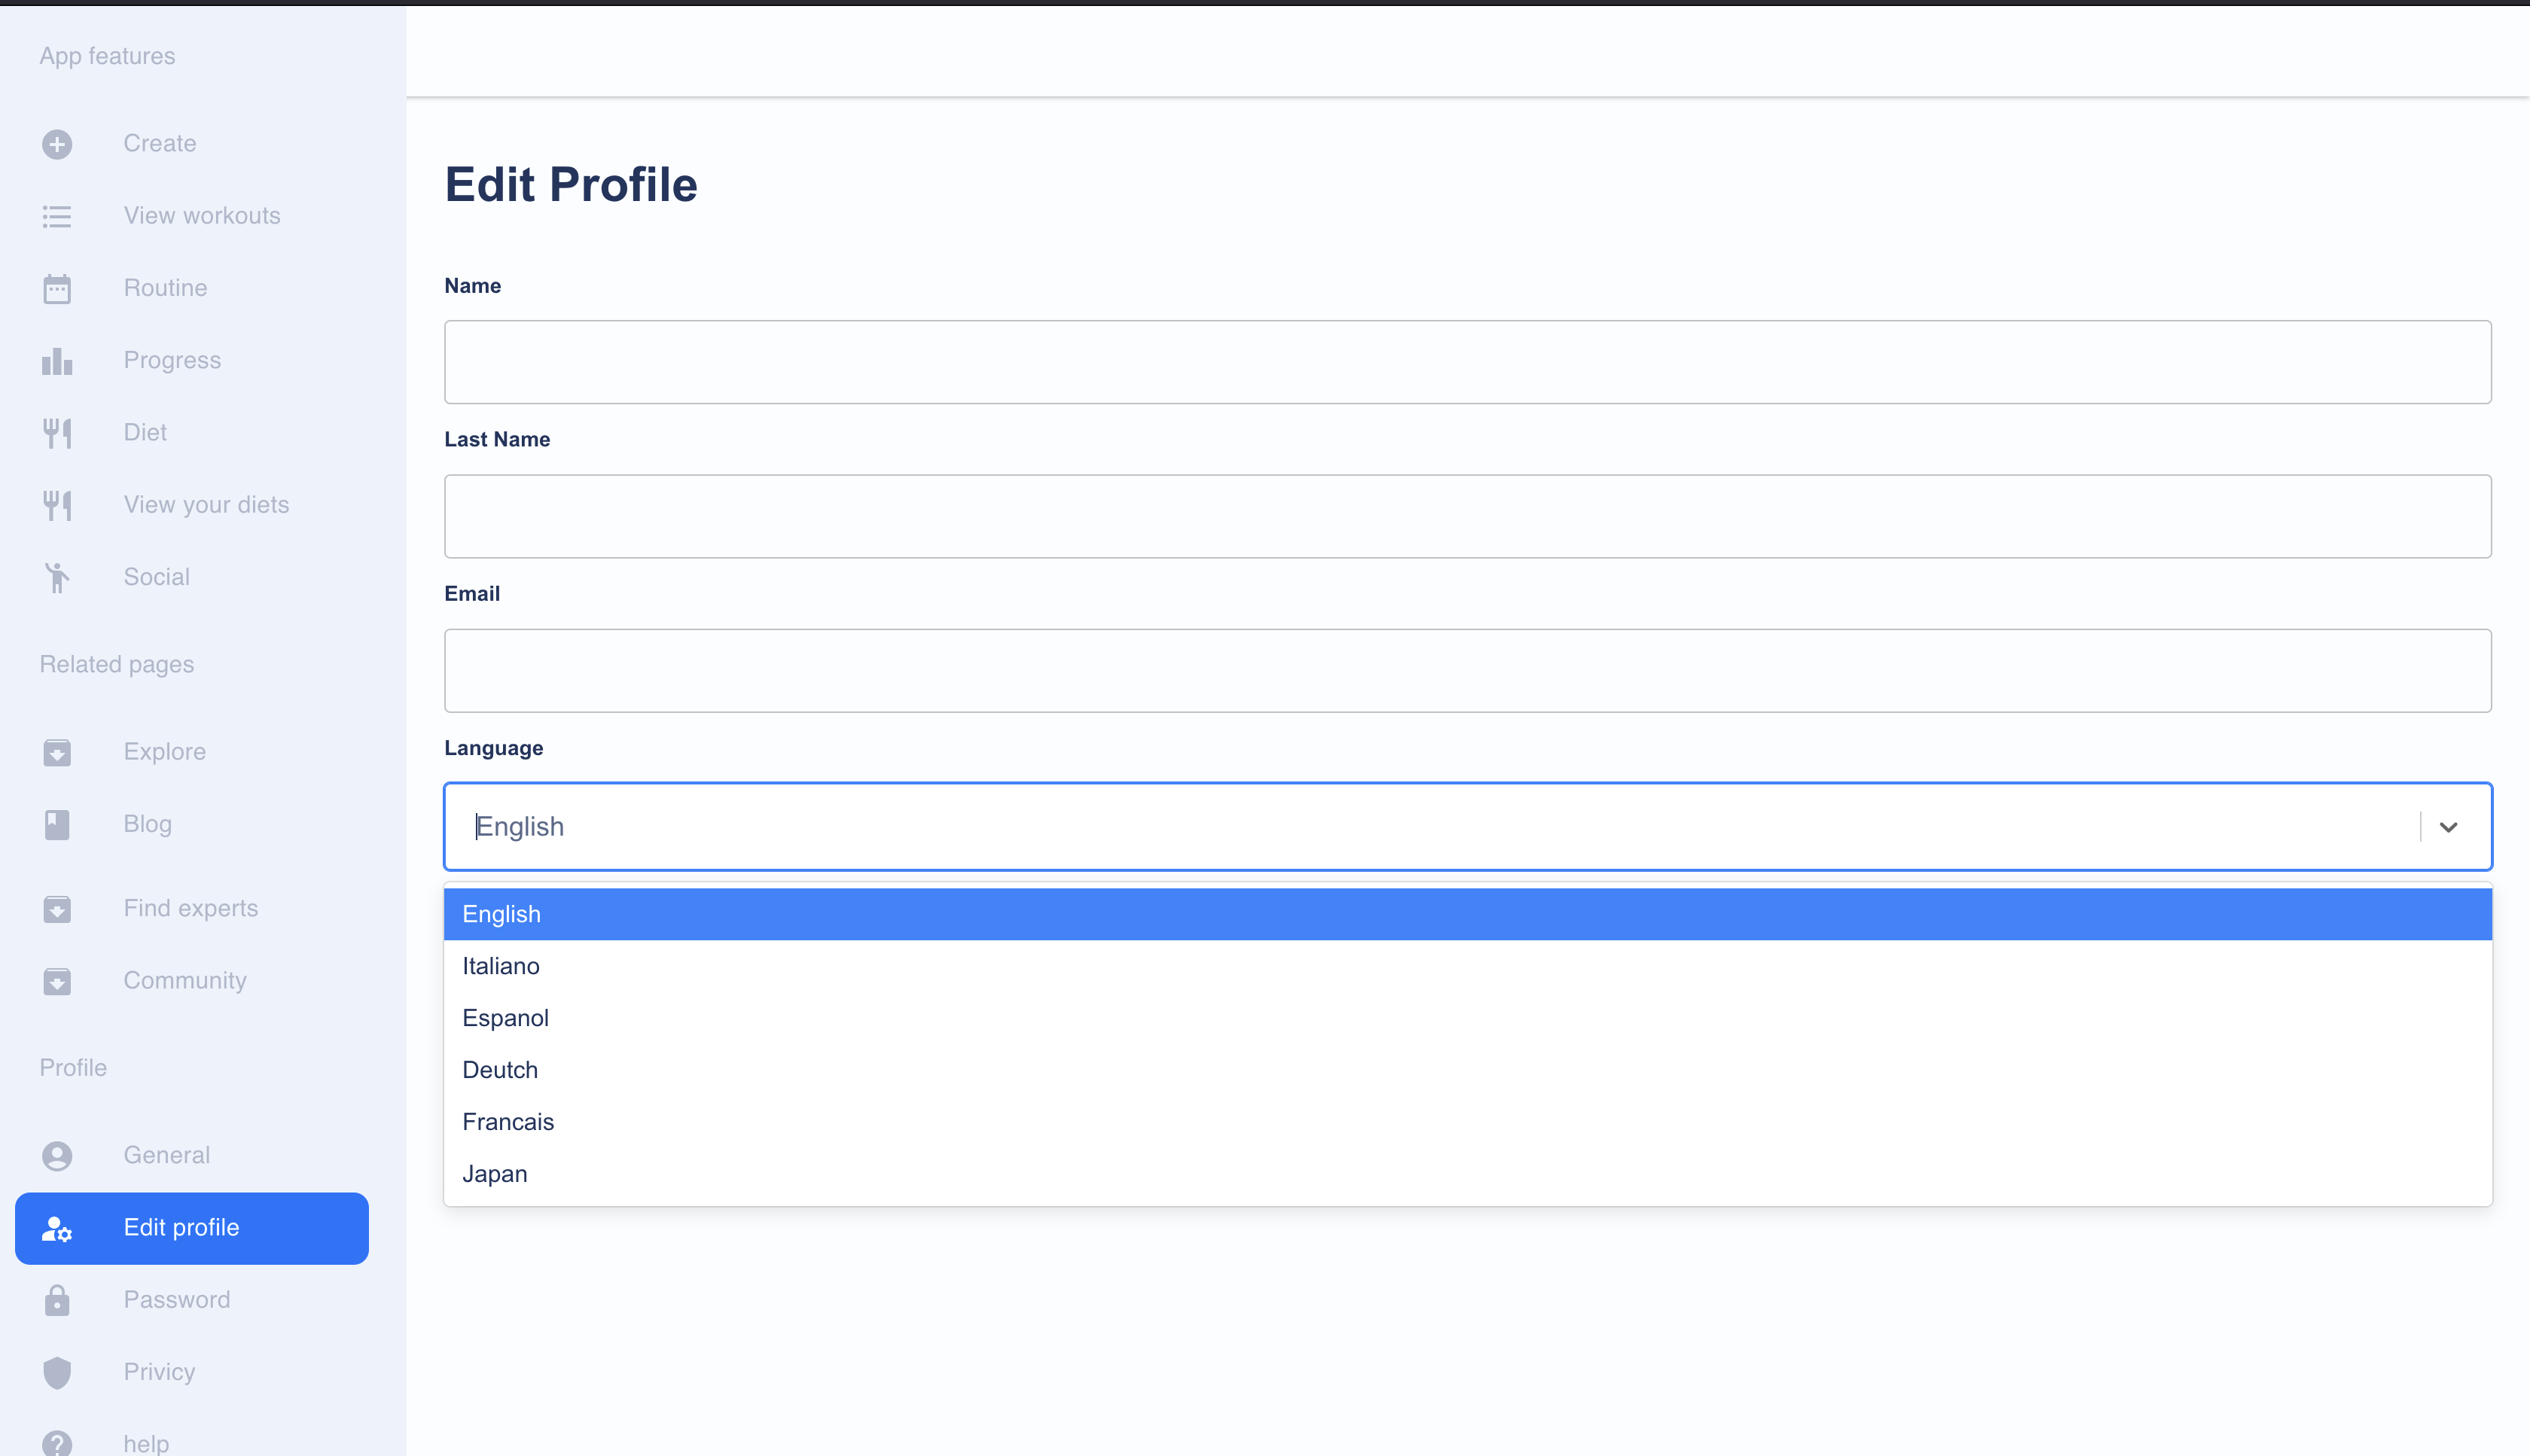 App features
Create
View workouts
Routine
Progress
Diet
View your diets
Social
Related pages
Explore
Blog
Find experts
Community
Profile
General
Edit profile
Password
Privicy
help
Edit Profile
Name
Last Name
Email
Language
English
English
Italiano
Espanol
Deutch
Francais
Japan